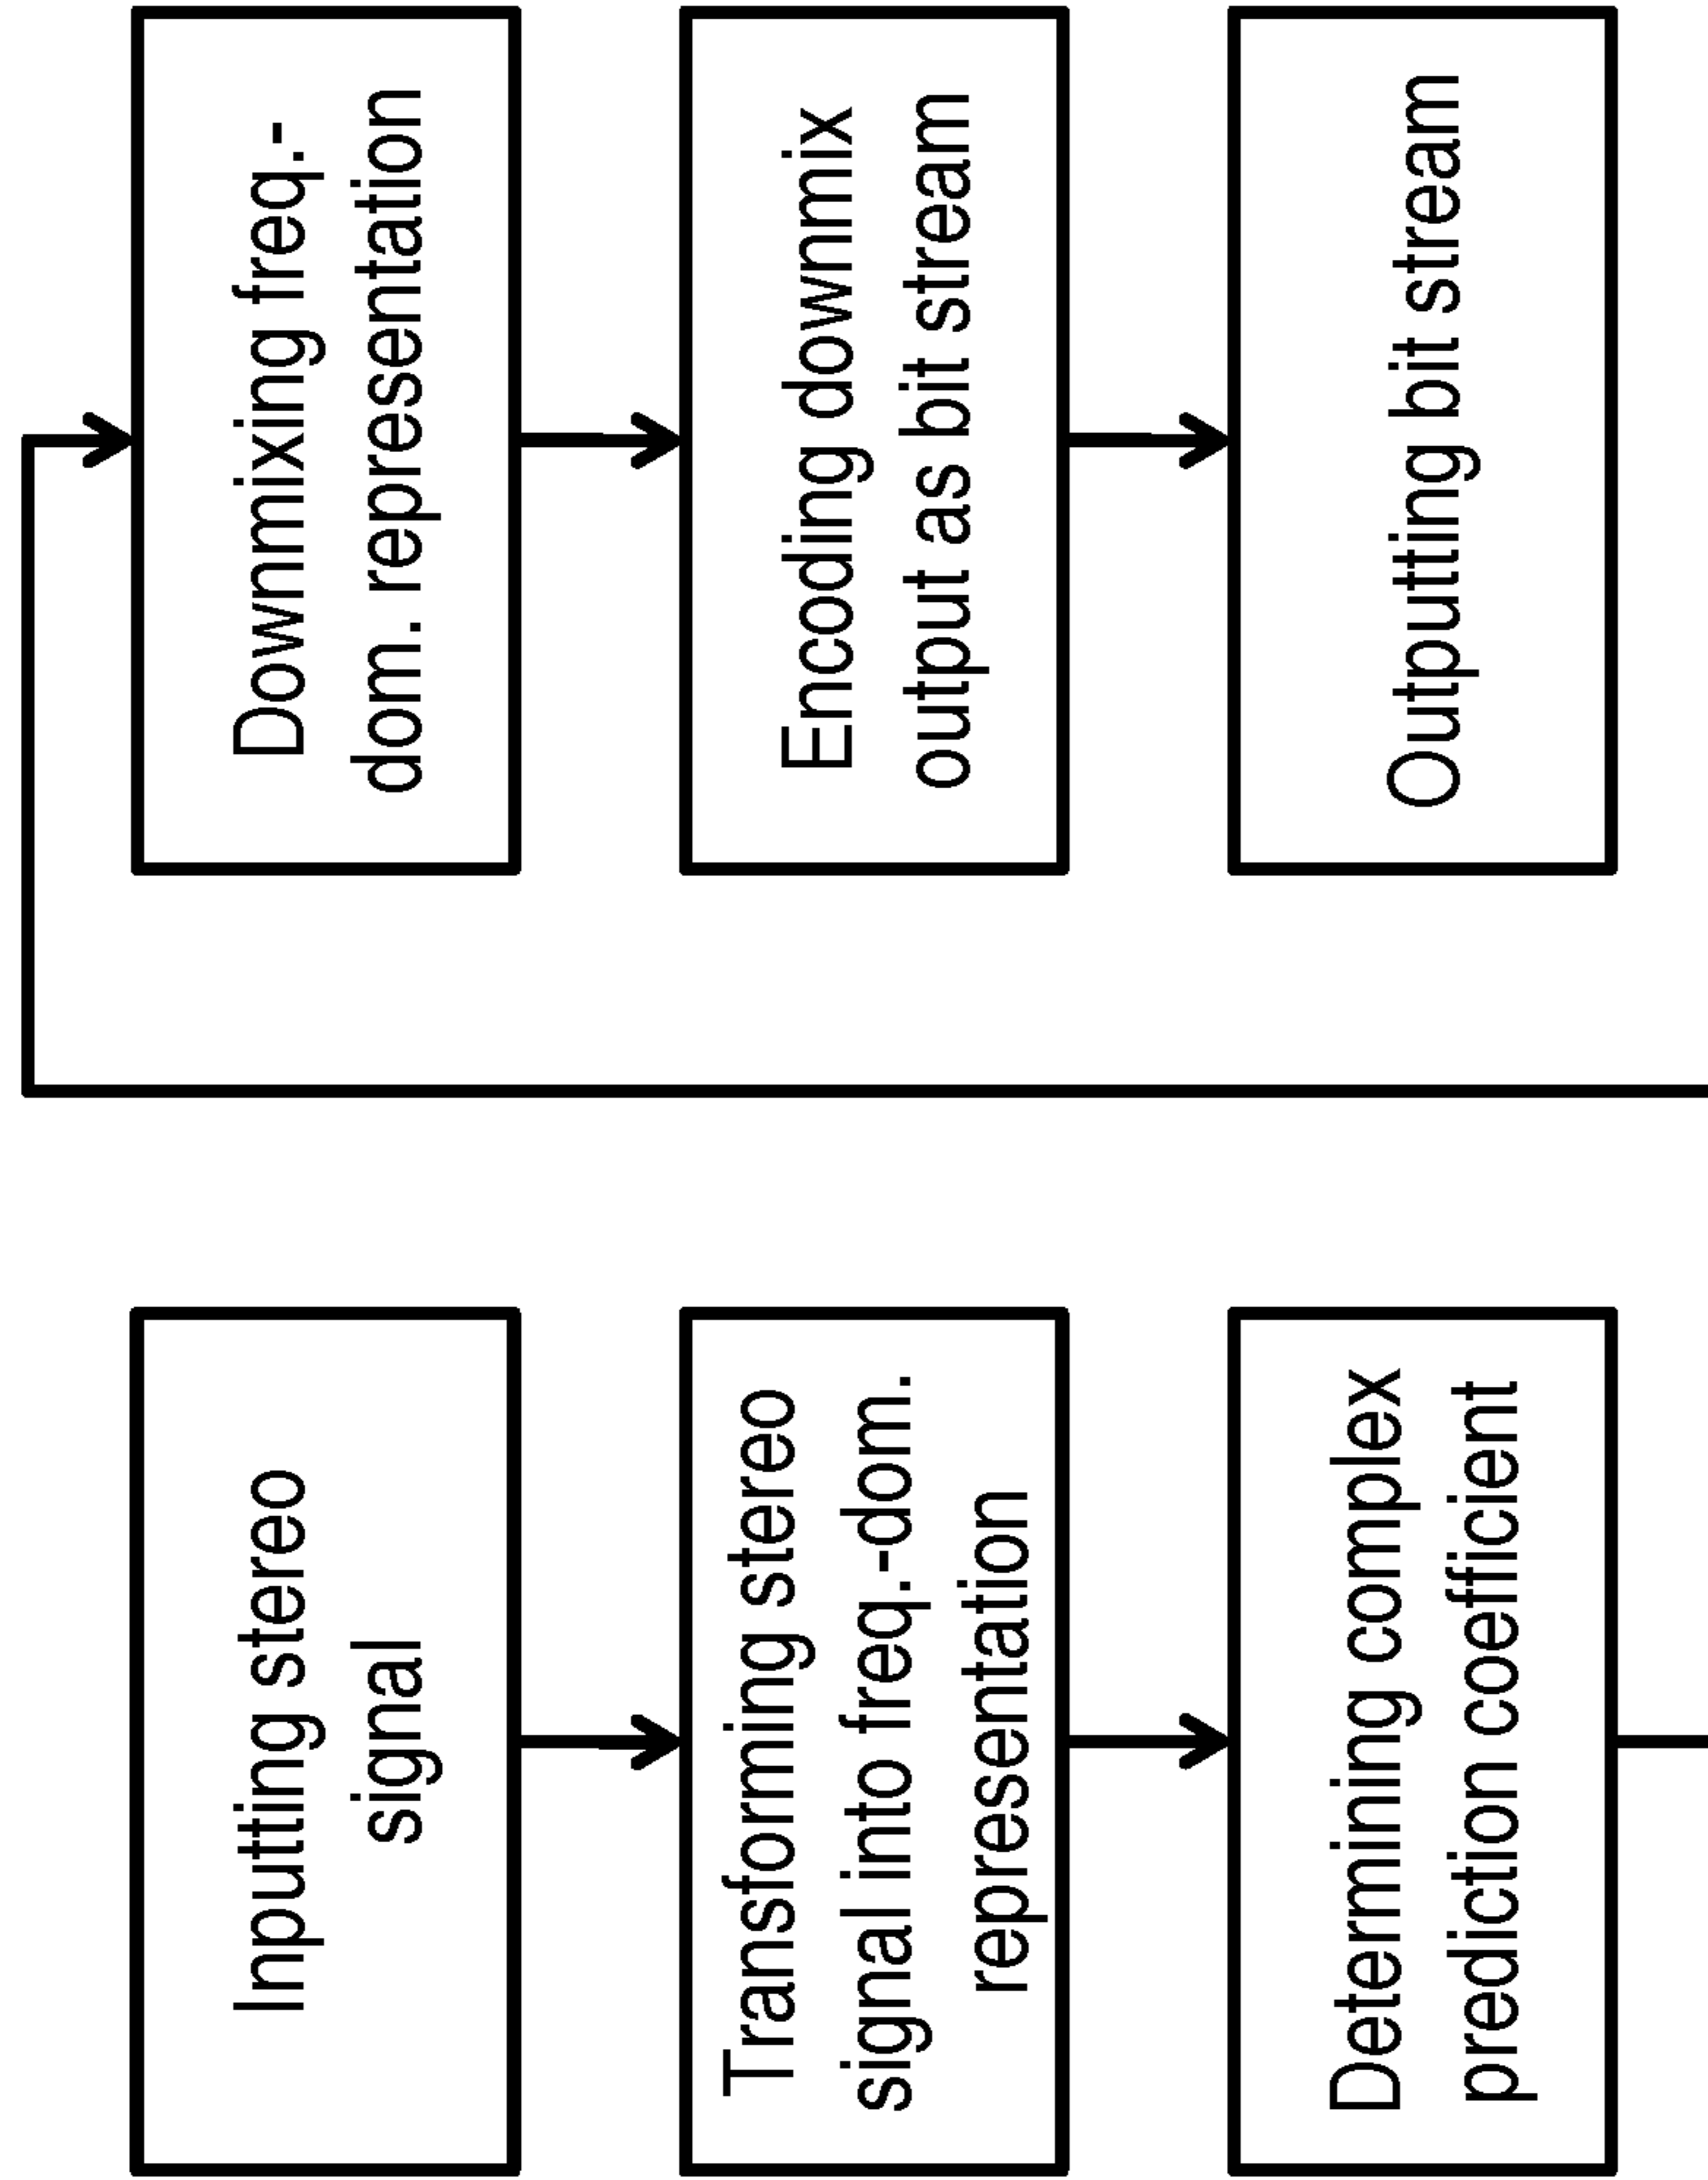 Inputting stereo
signal
Transforming stereo
signal into freq.-dom.
representation
Determining complex
prediction coefficient
Downmixing freq.-
dom. representation
Encoding downmix
output as bit stream
Outputting bit stream